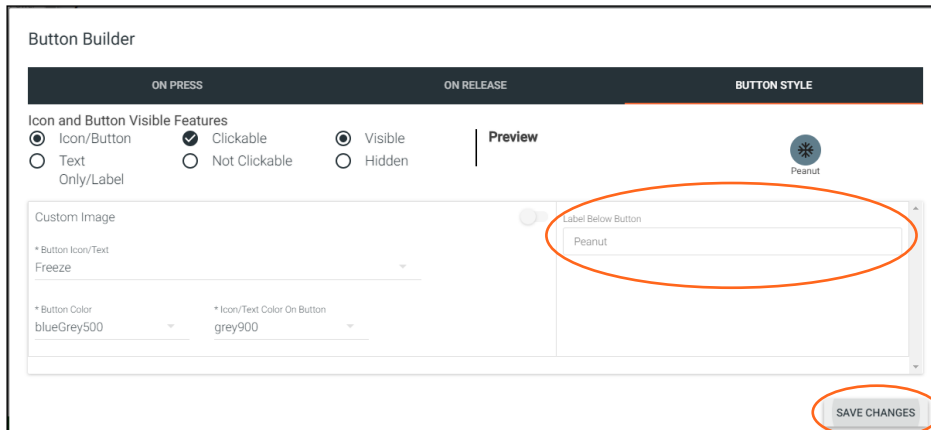 Button Builder
ON PRESS ON RELEASE BUTTON STYLE
Icon and Button Visible Features
Icon/Button Clickable Visible Preview
Text Not Clickable Hidden
Only/Label
Peanut
Custom Image Label Below Button
Peanut
* Button Icon/Text
Freeze
* Button Color * Icon/Text Color On Button
blueGrey500 grey900
SAVE CHANGES